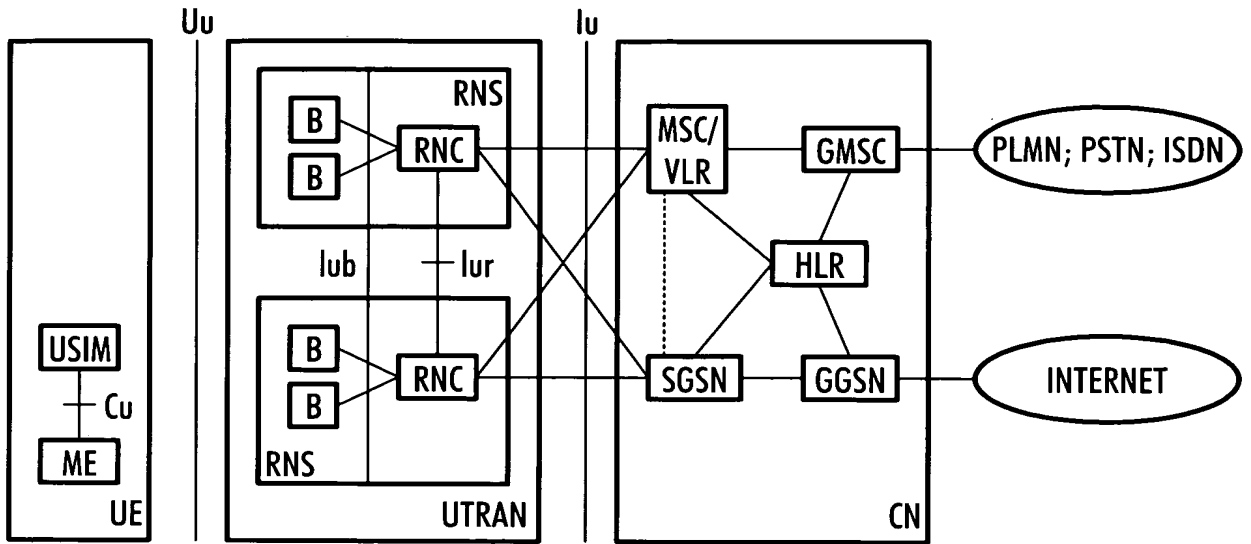 Uu
Iu
RNS
B
B
RNC
MSC/
VLR
GMSC
PLMN; PSTN; ISDN
Iub
Iur
HLR
USIM
Cu
ME
UE
B
B
RNC
RNS
UTRAN
SGSN
GGSN
INTERNET
CN